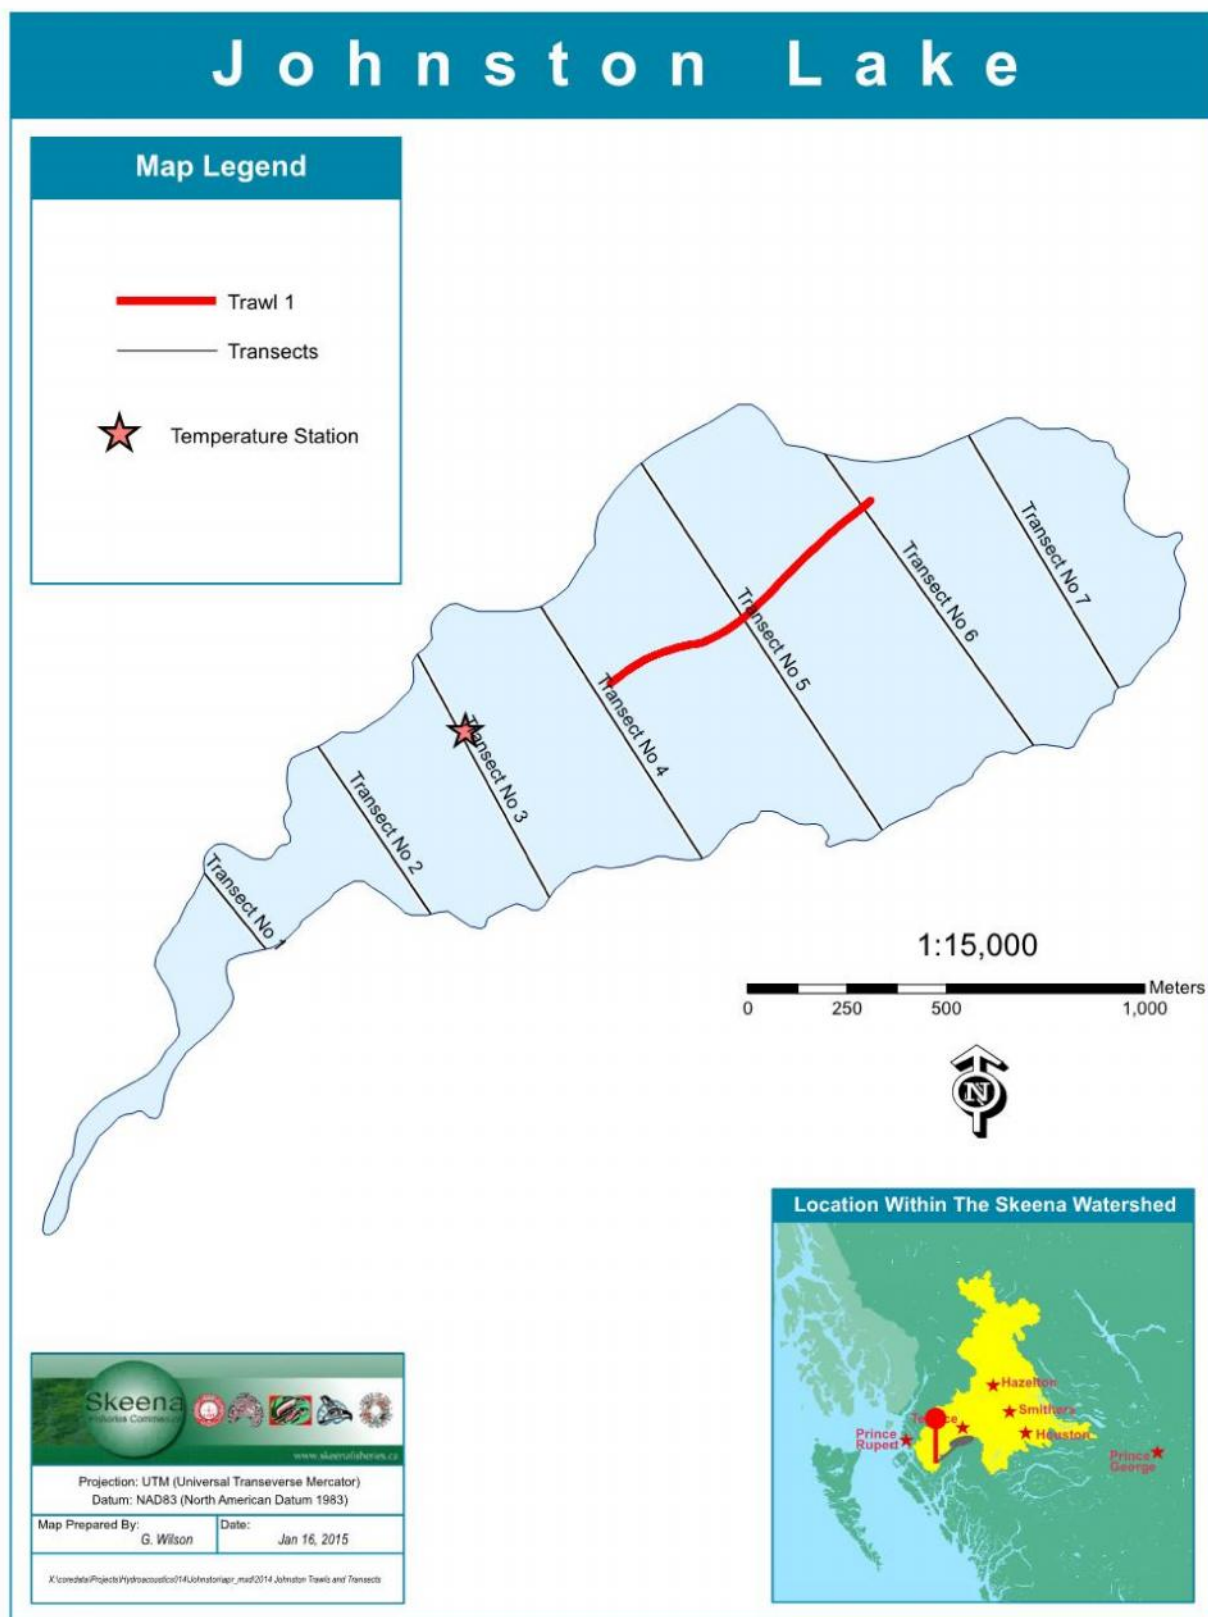 Johnston Lake
Map Legend
Trawl 1
Transects
Temperature Station
Transect No 1
Transect No 2
Transect No 3
Transect No 4
Transect No 5
Transect No 6
Transect No 7
1:15,000
Meters
0 250 500 1,000
N
Location Within The Skeena Watershed
Hazelton
Smithers
Houston
Prince
Rupert
Prince
George
Skeena
Fisheries Commission
www.skeenafisheries.ca
Projection: UTM (Universal Transeverse Mercator)
Datum: NAD83 (North American Datum 1983)
Map Prepared By:
G. Wilson
Date:
Jan 16, 2015